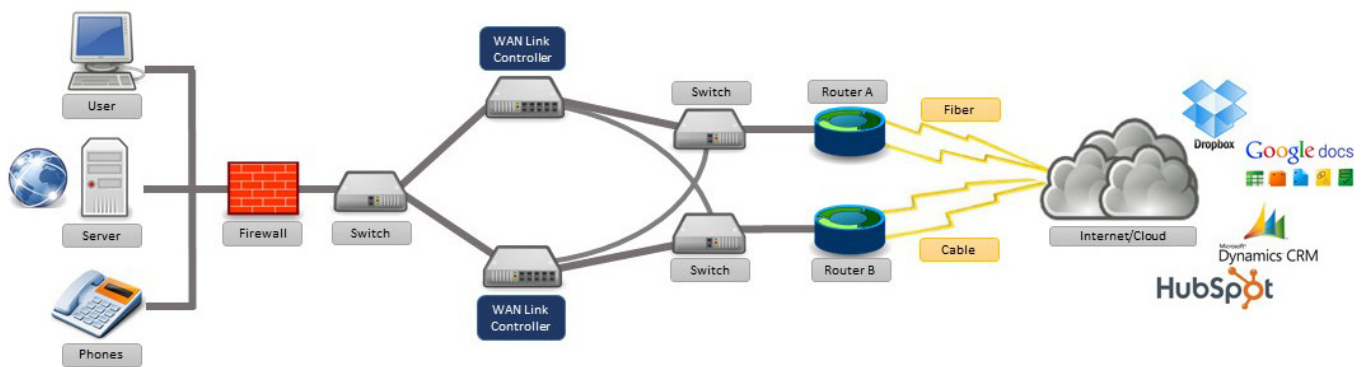 User
Server
Phones
Firewall
Switch
WAN Link
Controller
WAN Link
Controller
Switch
Switch
Router A
Router B
Fiber
Cable
Internet/Cloud
Dropbox
Google docs
Microsoft
Dynamics CRM
HubSpot